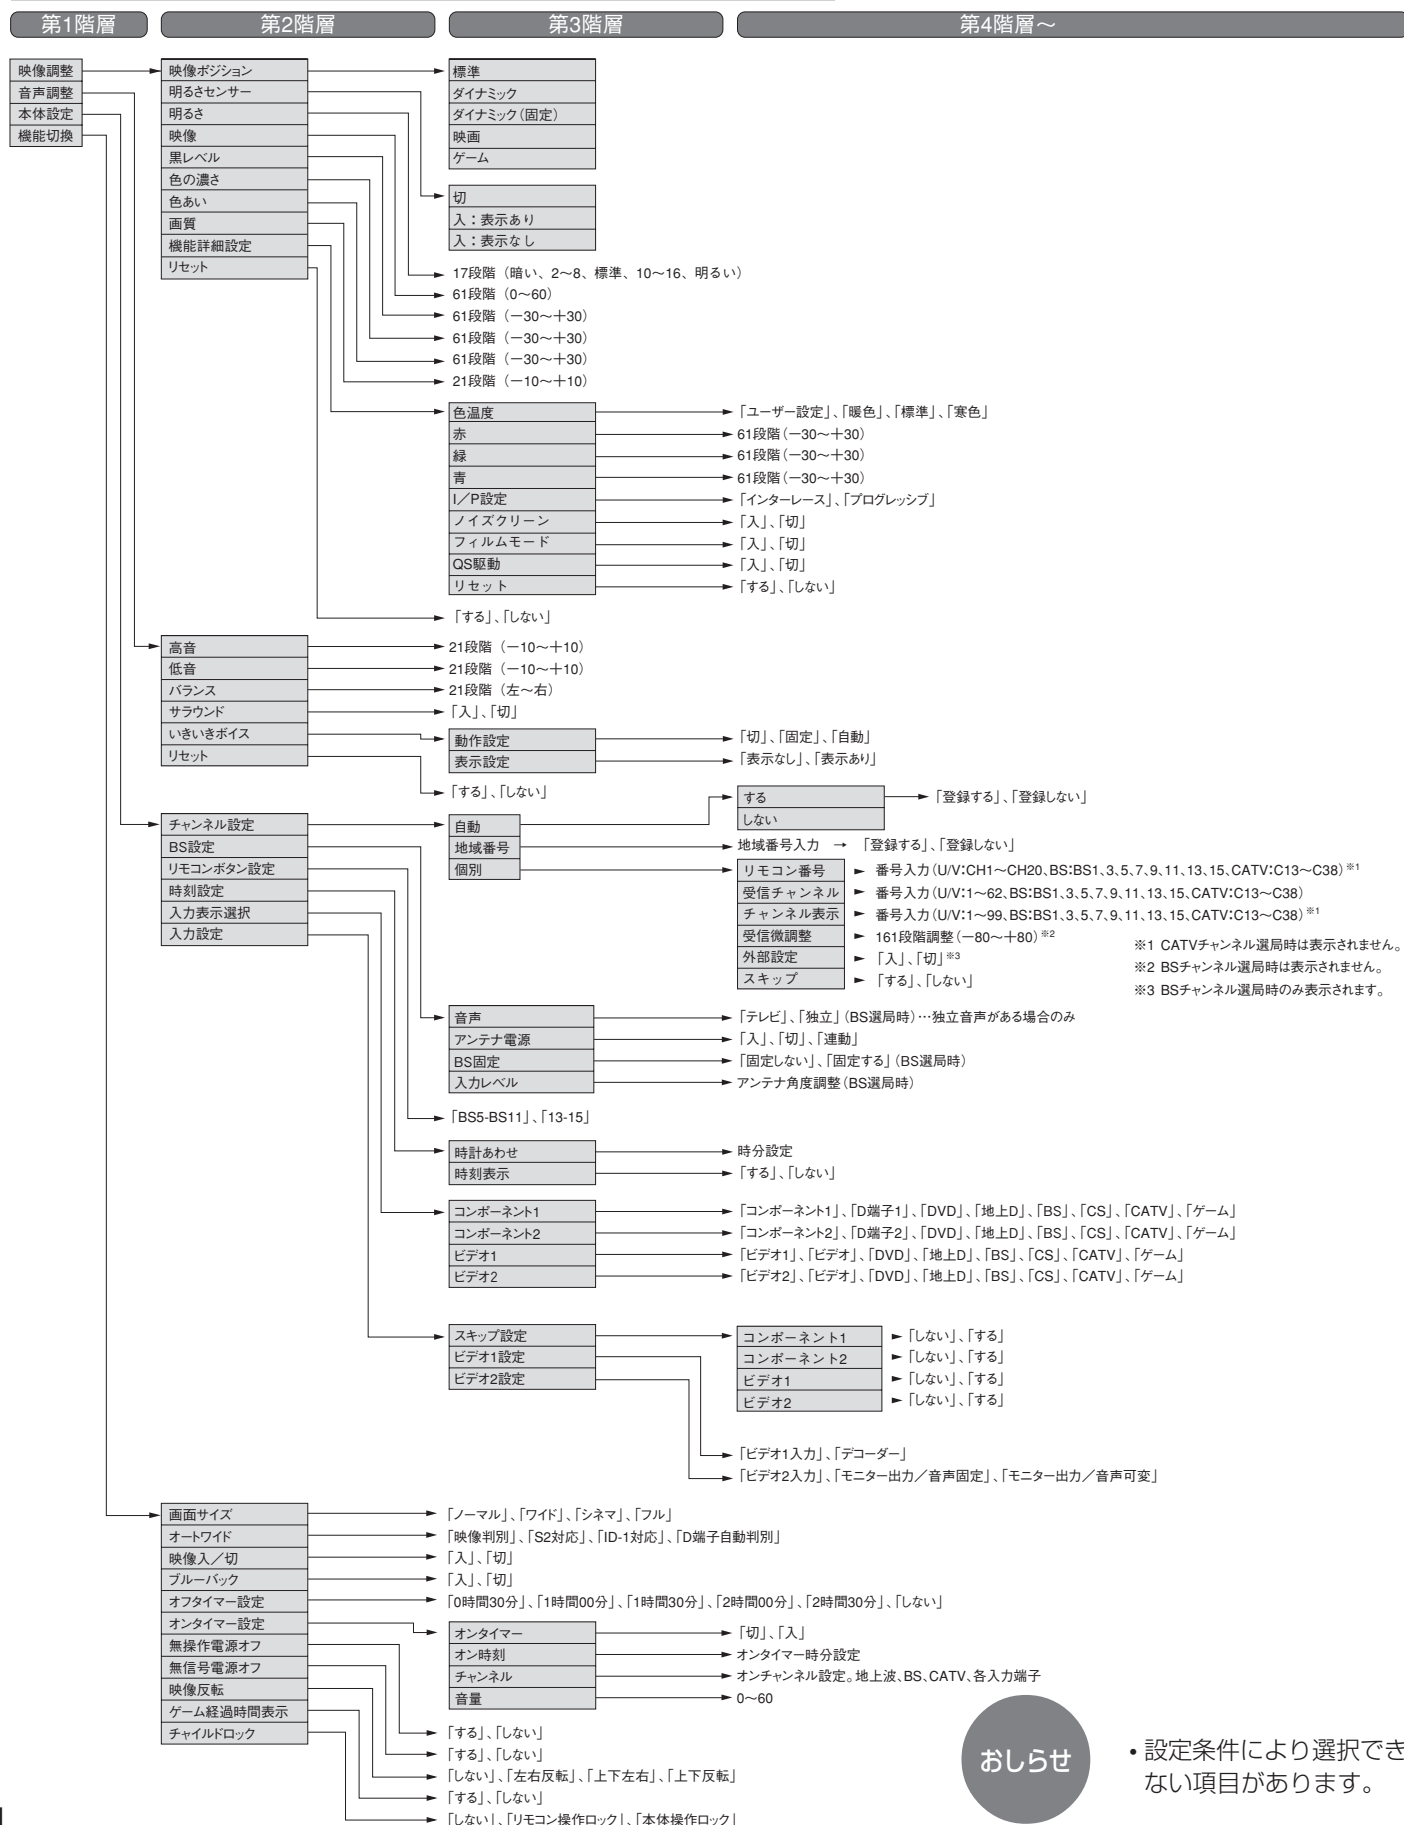 第1階層
第2階層
第3階層
第4階層～
映像調整
音声調整
本体設定
機能切換
映像ポジション
明るさセンサー
明るさ
映像
黒レベル
色の濃さ
色あい
画質
機能詳細設定
リセット
標準
ダイナミック
ダイナミック（固定）
映画
ゲーム
切
入：表示あり
入：表示なし
17段階（暗い、2～8、標準、10～16、明るい）
61段階（0～60）
61段階（－30～＋30）
61段階（－30～＋30）
61段階（－30～＋30）
21段階（－10～＋10）
色温度
赤
緑
青
I／P設定
ノイズクリーン
フィルムモード
QS駆動
リセット
「ユーザー設定」、「暖色」、「標準」、「寒色」
61段階（－30～＋30）
61段階（－30～＋30）
61段階（－30～＋30）
「インターレース」、「プログレッシブ」
「入」、「切」
「入」、「切」
「入」、「切」
「する」、「しない」
「する」、「しない」
高音
低音
バランス
サラウンド
いきいきボイス
リセット
21段階（－10～＋10）
21段階（－10～＋10）
21段階（左～右）
「入」、「切」
動作設定
表示設定
「切」、「固定」、「自動」
「表示なし」、「表示あり」
「する」、「しない」
チャンネル設定
BS設定
リモコンボタン設定
時刻設定
入力表示選択
入力設定
自動
地域番号
個別
する
しない
「登録する」、「登録しない」
地域番号入力 → 「登録する」、「登録しない」
リモコン番号
受信チャンネル
チャンネル表示
受信微調整
外部設定
スキップ
番号入力（U/V:CH1～CH20、BS:BS1、3、5、7、9、11、13、15、CATV:C13～C38）※1
番号入力（U/V:1～62、BS:BS1、3、5、7、9、11、13、15、CATV:C13～C38）
番号入力（U/V:1～99、BS:BS1、3、5、7、9、11、13、15、CATV:C13～C38）※1
161段階調整（－80～＋80）※2
「入」、「切」※3
「する」、「しない」
※1 CATVチャンネル選局時は表示されません。
※2 BSチャンネル選局時は表示されません。
※3 BSチャンネル選局時のみ表示されます。
音声
アンテナ電源
BS固定
入力レベル
「テレビ」、「独立」（BS選局時）…独立音声がある場合のみ
「入」、「切」、「連動」
「固定しない」、「固定する」（BS選局時）
アンテナ角度調整（BS選局時）
「BS5-BS11」、「13-15」
時計あわせ
時刻表示
時分設定
「する」、「しない」
コンポーネント1
コンポーネント2
ビデオ1
ビデオ2
「コンポーネント1」、「D端子1」、「DVD」、「地上D」、「BS」、「CS」、「CATV」、「ゲーム」
「コンポーネント2」、「D端子2」、「DVD」、「地上D」、「BS」、「CS」、「CATV」、「ゲーム」
「ビデオ1」、「ビデオ」、「DVD」、「地上D」、「BS」、「CS」、「CATV」、「ゲーム」
「ビデオ2」、「ビデオ」、「DVD」、「地上D」、「BS」、「CS」、「CATV」、「ゲーム」
スキップ設定
ビデオ1設定
ビデオ2設定
コンポーネント1
コンポーネント2
ビデオ1
ビデオ2
「しない」、「する」
「しない」、「する」
「しない」、「する」
「しない」、「する」
「ビデオ1入力」、「デコーダー」
「ビデオ2入力」、「モニター出力／音声固定」、「モニター出力／音声可変」
画面サイズ
オートワイド
映像入／切
ブルーバック
オフタイマー設定
オンタイマー設定
無操作電源オフ
無信号電源オフ
映像反転
ゲーム経過時間表示
チャイルドロック
「ノーマル」、「ワイド」、「シネマ」、「フル」
「映像判別」、「S2対応」、「ID-1対応」、「D端子自動判別」
「入」、「切」
「入」、「切」
「0時間30分」、「1時間00分」、「1時間30分」、「2時間00分」、「2時間30分」、「しない」
オンタイマー
オン時刻
チャンネル
音量
「切」、「入」
オンタイマー時分設定
オンチャンネル設定。地上波、BS、CATV、各入力端子
0～60
「する」、「しない」
「する」、「しない」
「しない」、「左右反転」、「上下左右」、「上下反転」
「する」、「しない」
「しない」、「リモコン操作ロック」、「本体操作ロック」
おしらせ
・設定条件により選択でき
ない項目があります。